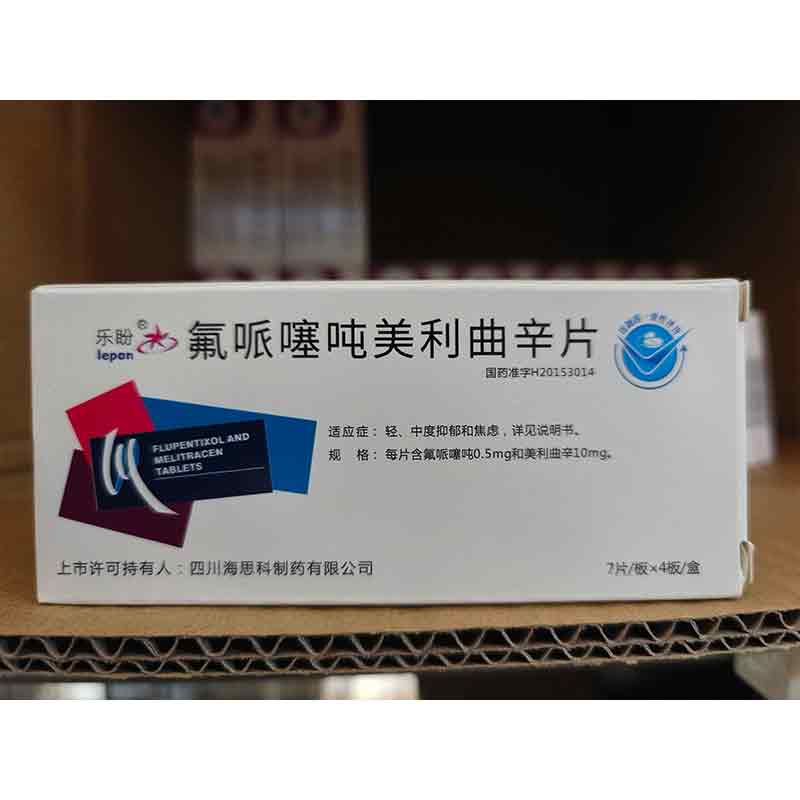 乐盼®
lepan
氟哌噻吨美利曲辛片
国药准字H20153014
FLUPENTIXOL AND
MELITRACEN
TABLETS
适应症：轻、中度抑郁和焦虑，详见说明书。
规 格：每片含氟哌噻吨0.5mg和美利曲辛10mg。
上市许可持有人：四川海思科制药有限公司
7片/板×4板/盒